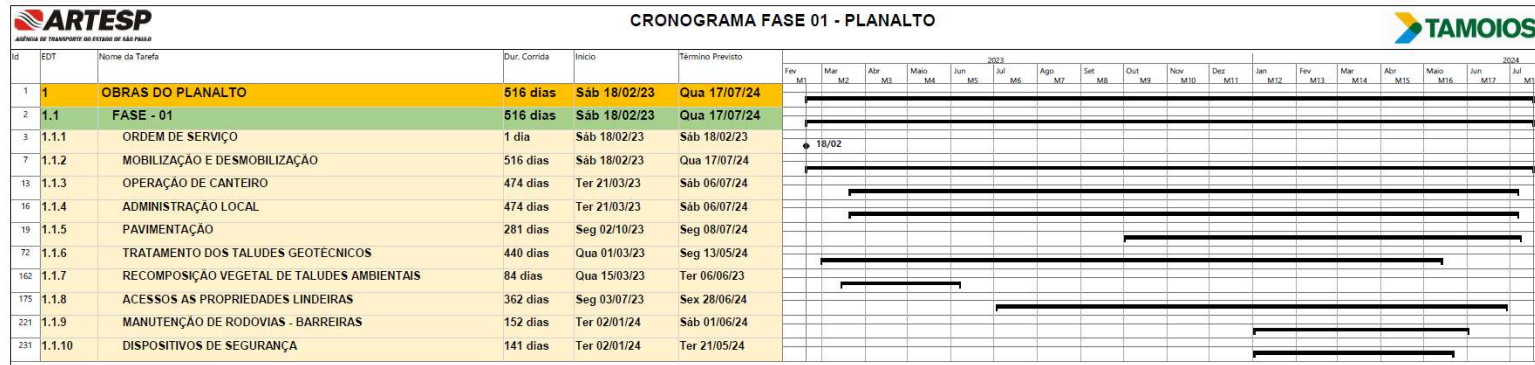 ARTESP
AGÊNCIA DE TRANSPORTE DO ESTADO DE SÃO PAULO
CRONOGRAMA FASE 01 - PLANALTO
TAMOIOS
Id EDT Nome da Tarefa Dur. Corrida Início Término Previsto
2023 2024
Fev Mar Abr Maio Jun Jul Ago Set Out Nov Dez Jan Fev Mar Abr Maio Jun Jul
M1 M2 M3 M4 M5 M6 M7 M8 M9 M10 M11 M12 M13 M14 M15 M16 M17 M1
1 1 OBRAS DO PLANALTO 516 dias Sáb 18/02/23 Qua 17/07/24
2 1.1 FASE - 01 516 dias Sáb 18/02/23 Qua 17/07/24
3 1.1.1 ORDEM DE SERVIÇO 1 dia Sáb 18/02/23 Sáb 18/02/23 18/02
7 1.1.2 MOBILIZAÇÃO E DESMOBILIZAÇÃO 516 dias Sáb 18/02/23 Qua 17/07/24
13 1.1.3 OPERAÇÃO DE CANTEIRO 474 dias Ter 21/03/23 Sáb 06/07/24
16 1.1.4 ADMINISTRAÇÃO LOCAL 474 dias Ter 21/03/23 Sáb 06/07/24
19 1.1.5 PAVIMENTAÇÃO 281 dias Seg 02/10/23 Seg 08/07/24
72 1.1.6 TRATAMENTO DOS TALUDES GEOTÉCNICOS 440 dias Qua 01/03/23 Seg 13/05/24
162 1.1.7 RECOMPOSIÇÃO VEGETAL DE TALUDES AMBIENTAIS 84 dias Qua 15/03/23 Ter 06/06/23
175 1.1.8 ACESSOS AS PROPRIEDADES LINDEIRAS 362 dias Seg 03/07/23 Sex 28/06/24
221 1.1.9 MANUTENÇÃO DE RODOVIAS - BARREIRAS 152 dias Ter 02/01/24 Sáb 01/06/24
231 1.1.10 DISPOSITIVOS DE SEGURANÇA 141 dias Ter 02/01/24 Ter 21/05/24